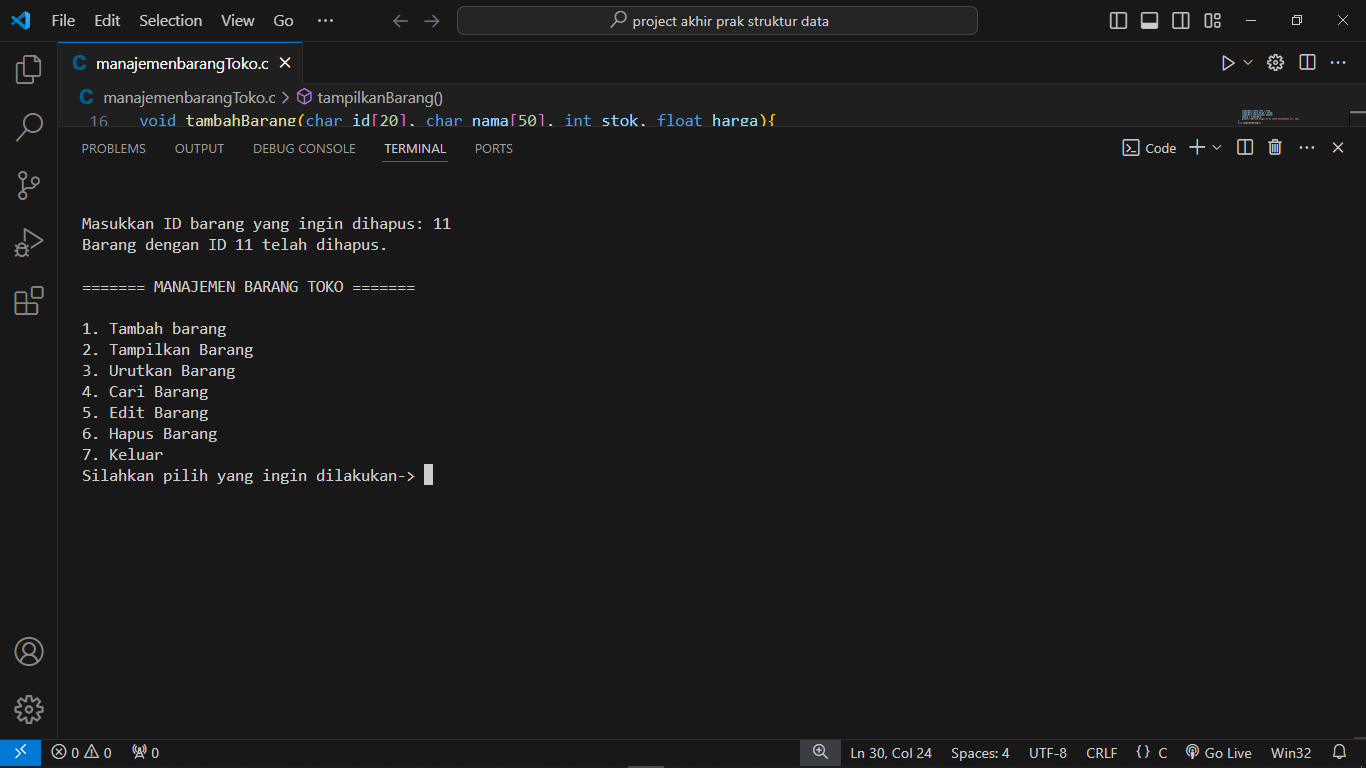 File Edit Selection View Go ··· project akhir prak struktur data
C manajemenbarangToko.c
C manajemenbarangToko.c > tampilkanBarang()
16 void tambahBarang(char id[20], char nama[50], int stok, float harga){
PROBLEMS OUTPUT DEBUG CONSOLE TERMINAL PORTS Code
Masukkan ID barang yang ingin dihapus: 11
Barang dengan ID 11 telah dihapus.
======= MANAJEMEN BARANG TOKO =======
1. Tambah barang
2. Tampilkan Barang
3. Urutkan Barang
4. Cari Barang
5. Edit Barang
6. Hapus Barang
7. Keluar
Silahkan pilih yang ingin dilakukan->
0 0 0 Ln 30, Col 24 Spaces: 4 UTF-8 CRLF {} C Go Live Win32